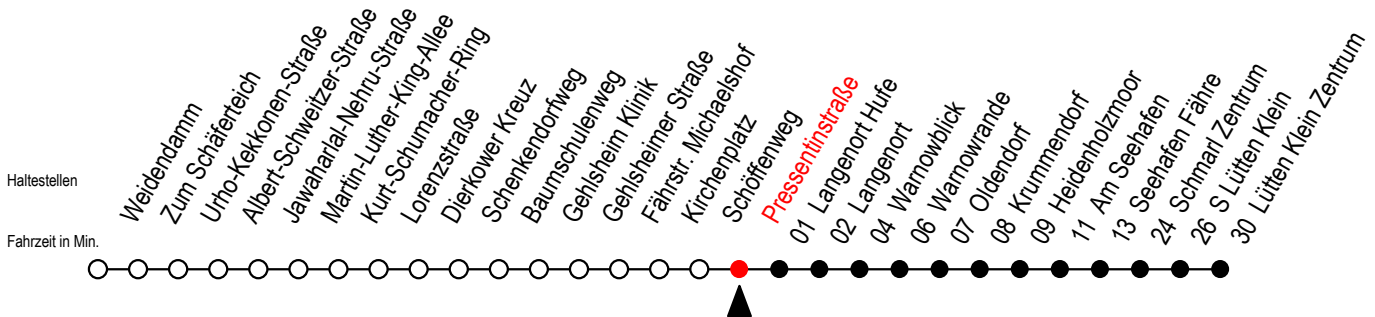 Haltestellen
Fahrzeit in Min.
Weidendamm
Zum Schäferteich
Urho-Kekkonen-Straße
Albert-Schweitzer-Straße
Jawaharlal-Nehru-Straße
Martin-Luther-King-Allee
Kurt-Schumacher-Ring
Lorenzstraße
Dierkower Kreuz
Schenkendorfweg
Baumschulenweg
Gehlsheim Klinik
Gehlsheimer Straße
Fährstr. Michaelshof
Kirchenplatz
Schöffenweg
Pressentinstraße
01 Langenort Hufe
02 Langenort
04 Warnowblick
06 Warnowrande
07 Oldendorf
08 Krummendorf
09 Heidenholzmoor
11 Am Seehafen
13 Seehafen Fähre
24 Schmarl Zentrum
26 S Lütten Klein
30 Lütten Klein Zentrum